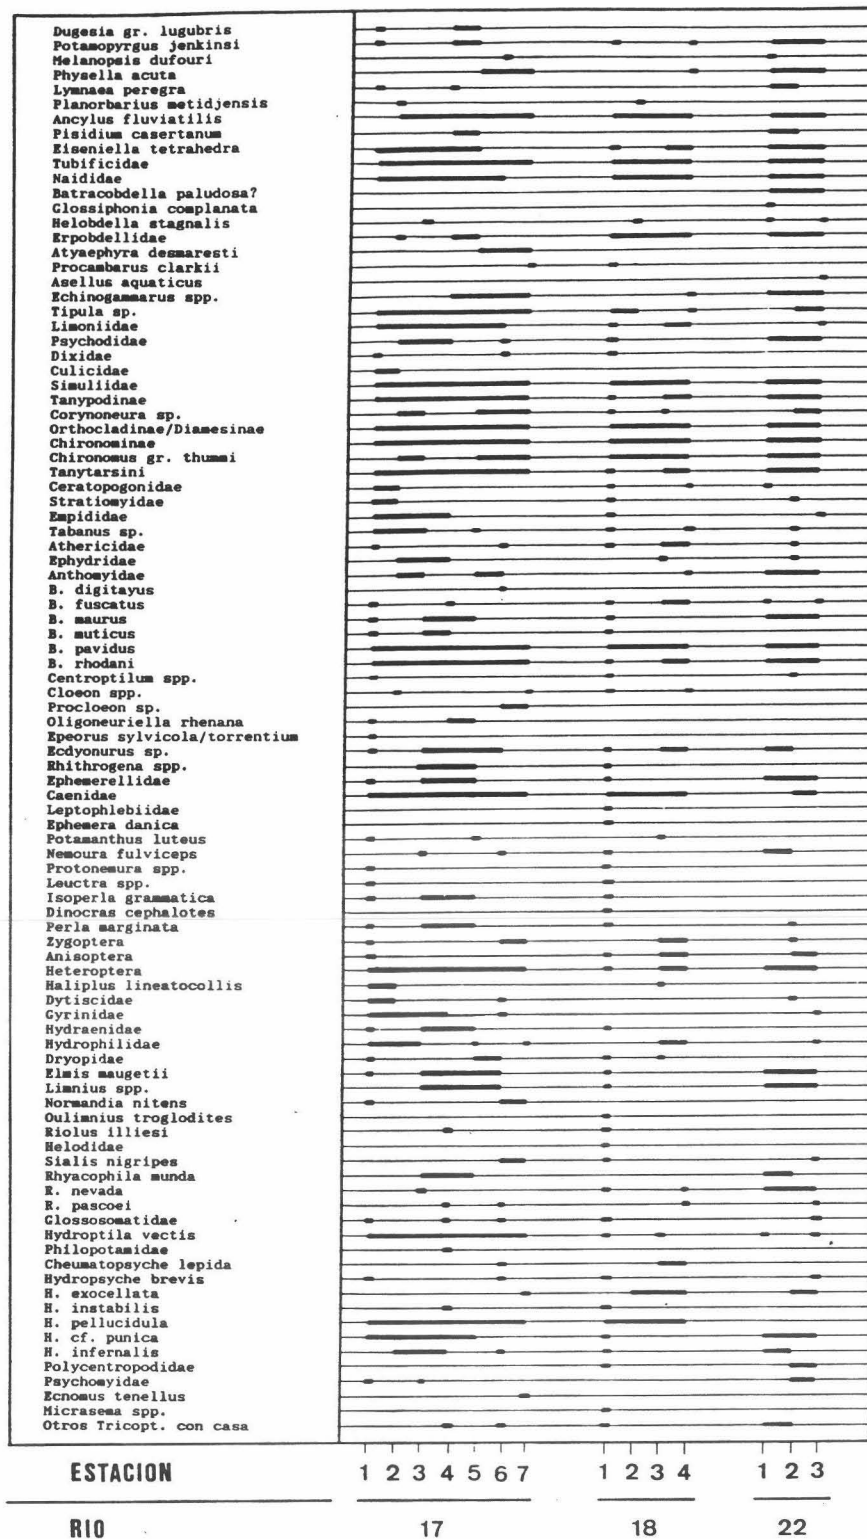 Dugesia gr. lugubris
Potamopyrgus jenkinsi
Melanopsis dufouri
Physella acuta
Lymnaea peregra
Planorbarius metidjensis
Ancylus fluviatilis
Pisidium casertanum
Eiseniella tetrahedra
Tubificidae
Naididae
Batracobdella paludosa?
Glossiphonia complanata
Helobdella stagnalis
Erpobdellidae
Atyaephyra desmaresti
Procambarus clarkii
Asellus aquaticus
Echinogammarus spp.
Tipula sp.
Limoniidae
Psychodidae
Dixidae
Culicidae
Simuliidae
Tanypodinae
Corynoneura sp.
Orthocladinae/Diamesinae
Chironominae
Chironomus gr. thummi
Tanytarsini
Ceratopogonidae
Stratiomyidae
Empididae
Tabanus sp.
Athericidae
Ephydridae
Anthomyidae
B. digitayus
B. fuscatus
B. maurus
B. muticus
B. pavidus
B. rhodani
Centroptilum spp.
Cloeon spp.
Procloeon sp.
Oligoneuriella rhenana
Epeorus sylvicola/torrentium
Ecdyonurus sp.
Rhithrogena spp.
Ephemerellidae
Caenidae
Leptophlebiidae
Ephemera danica
Potamanthus luteus
Nemoura fulviceps
Protonemura spp.
Leuctra spp.
Isoperla grammatica
Dinocras cephalotes
Perla marginata
Zygoptera
Anisoptera
Heteroptera
Haliplus lineatocollis
Dytiscidae
Gyrinidae
Hydraenidae
Hydrophilidae
Dryopidae
Elmis maugetii
Limnius spp.
Normandia nitens
Oulimnius troglodites
Riolus illiesi
Helodidae
Sialis nigripes
Rhyacophila munda
R. nevada
R. pascoei
Glossosomatidae
Hydroptila vectis
Philopotamidae
Cheumatopsyche lepida
Hydropsyche brevis
H. exocellata
H. instabilis
H. pellucidula
H. cf. punica
H. infernalis
Polycentropodidae
Psychomyidae
Ecnomus tenellus
Micrasema spp.
Otros Tricopt. con casa
ESTACION 1 2 3 4 5 6 7 1 2 3 4 1 2 3
RIO 17 18 22